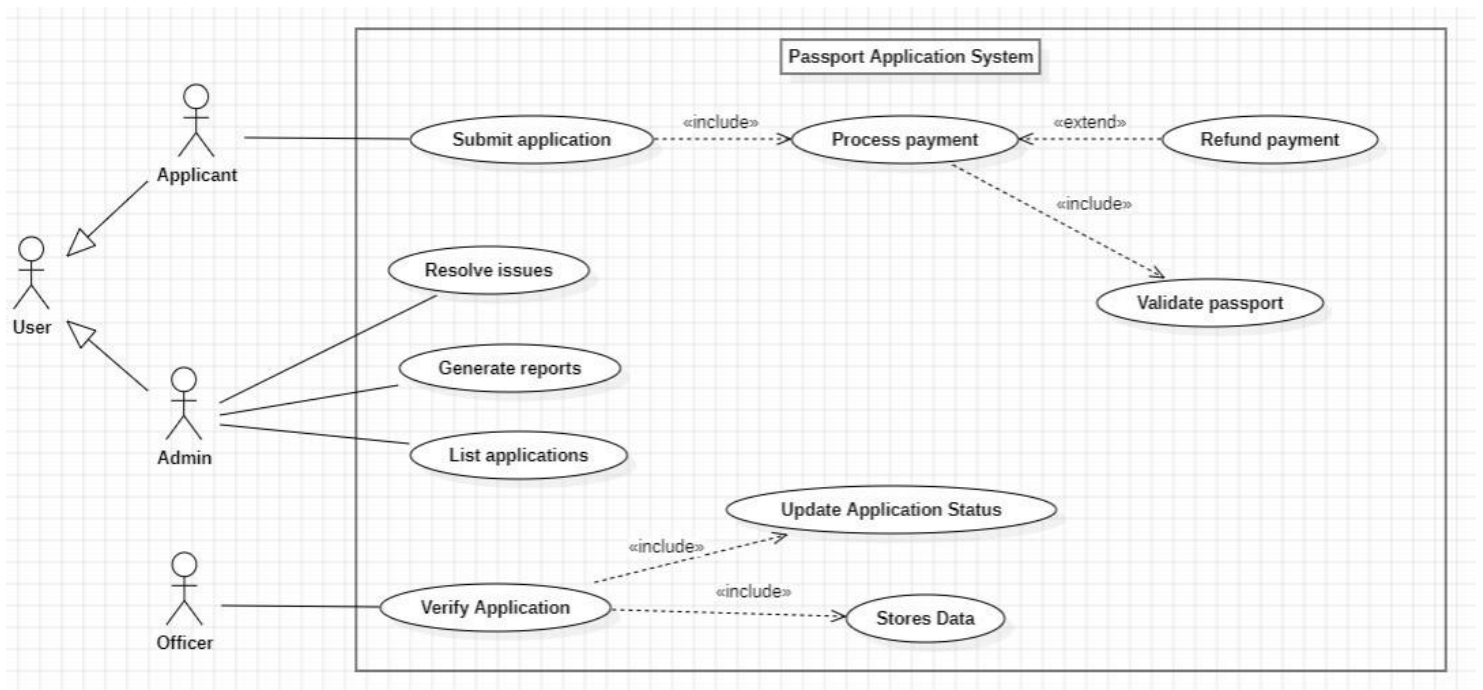 Passport Application System
Applicant
Submit application
«include»
Process payment
«extend»
Refund payment
«include»
Validate passport
User
Resolve issues
Generate reports
Admin
List applications
Update Application Status
«include»
Officer
Verify Application
«include»
Stores Data